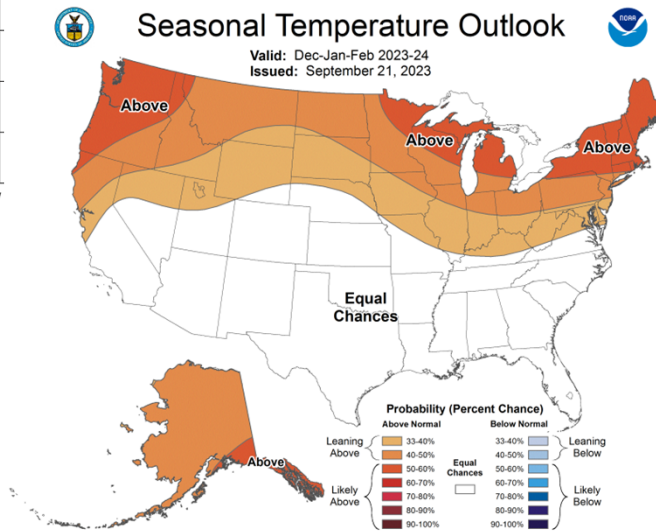 Seasonal Temperature Outlook
NOAA
Valid: Dec-Jan-Feb 2023-24
Issued: September 21, 2023
Above
Above
Above
Equal
Chances
Above
Probability (Percent Chance)
Above Normal
Below Normal
Leaning
Above
33-40%
40-50%
Likely
Above
50-60%
60-70%
70-80%
80-90%
90-100%
Equal
Chances
33-40%
40-50%
Leaning
Below
50-60%
60-70%
70-80%
80-90%
90-100%
Likely
Below